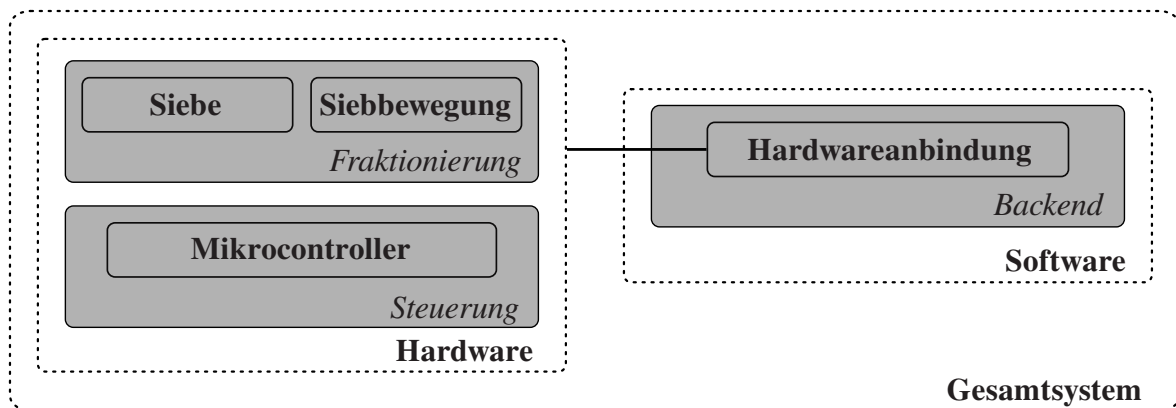 Siebe
Siebbewegung
Fraktionierung
Mikrocontroller
Steuerung
Hardware
Hardwareanbindung
Backend
Software
Gesamtsystem